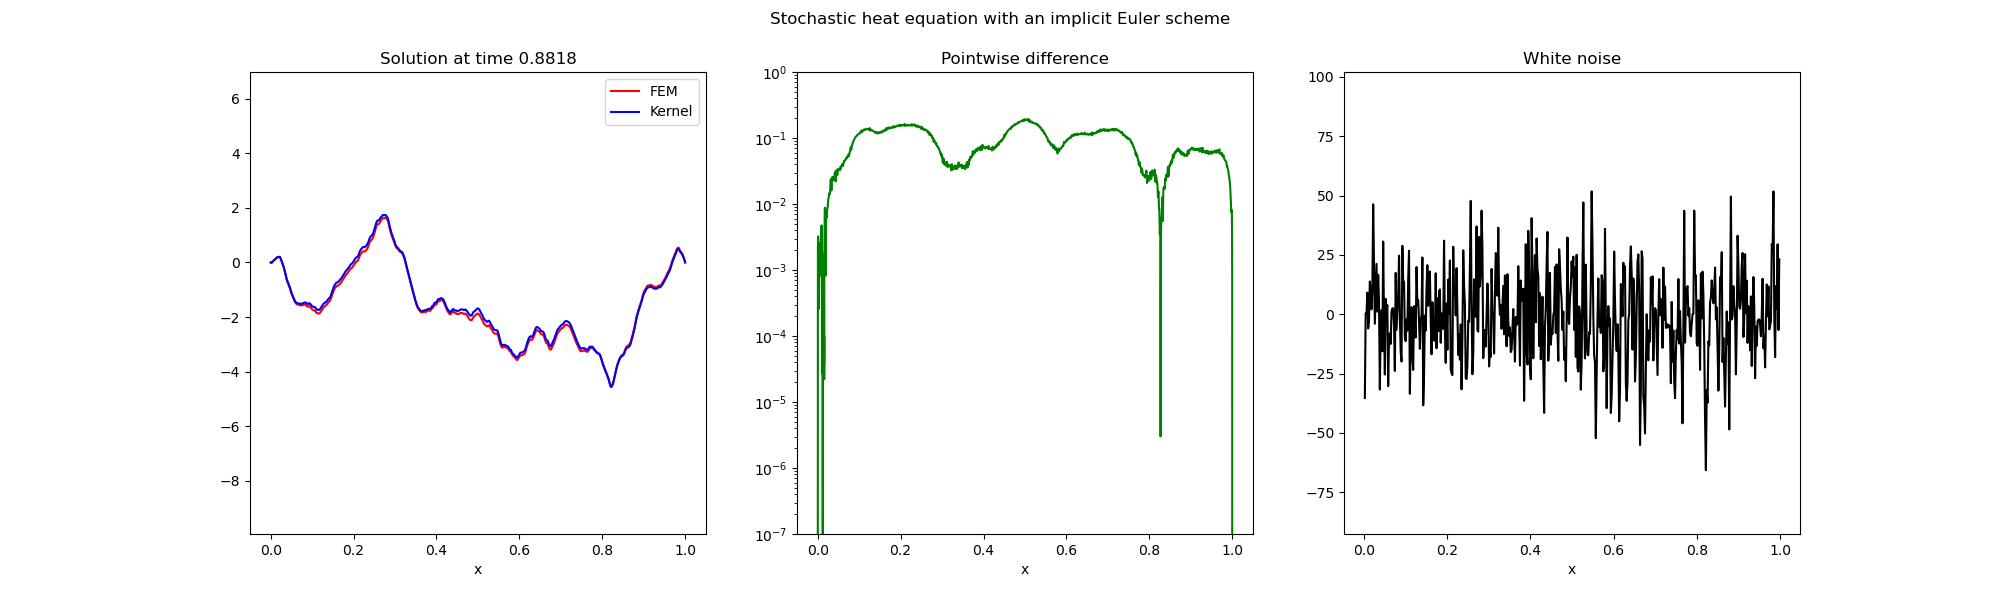 Stochastic heat equation with an implicit Euler scheme
Solution at time 0.8818
6
4
2
0
−2
−4
−6
−8
0.0 0.2 0.4 0.6 0.8 1.0
x
FEM
Kernel
Pointwise difference
10⁰
10⁻¹
10⁻²
10⁻³
10⁻⁴
10⁻⁵
10⁻⁶
10⁻⁷
0.0 0.2 0.4 0.6 0.8 1.0
x
White noise
100
75
50
25
0
−25
−50
−75
0.0 0.2 0.4 0.6 0.8 1.0
x